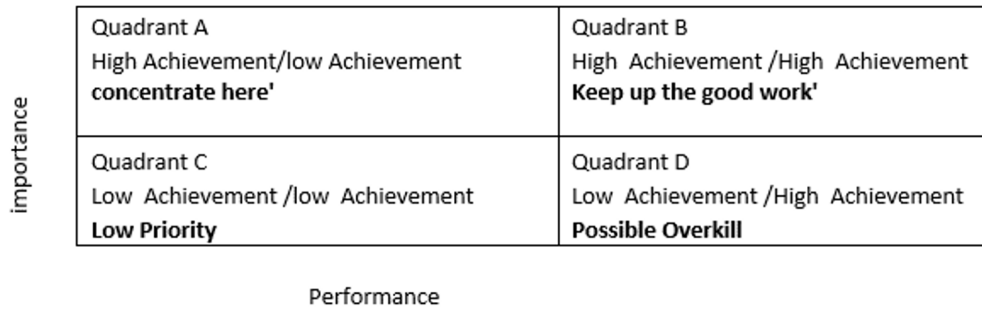 Quadrant A
High Achievement/low Achievement
concentrate here'
Quadrant B
High Achievement /High Achievement
Keep up the good work'
importance
Quadrant C
Low Achievement /low Achievement
Low Priority
Quadrant D
Low Achievement /High Achievement
Possible Overkill
Performance